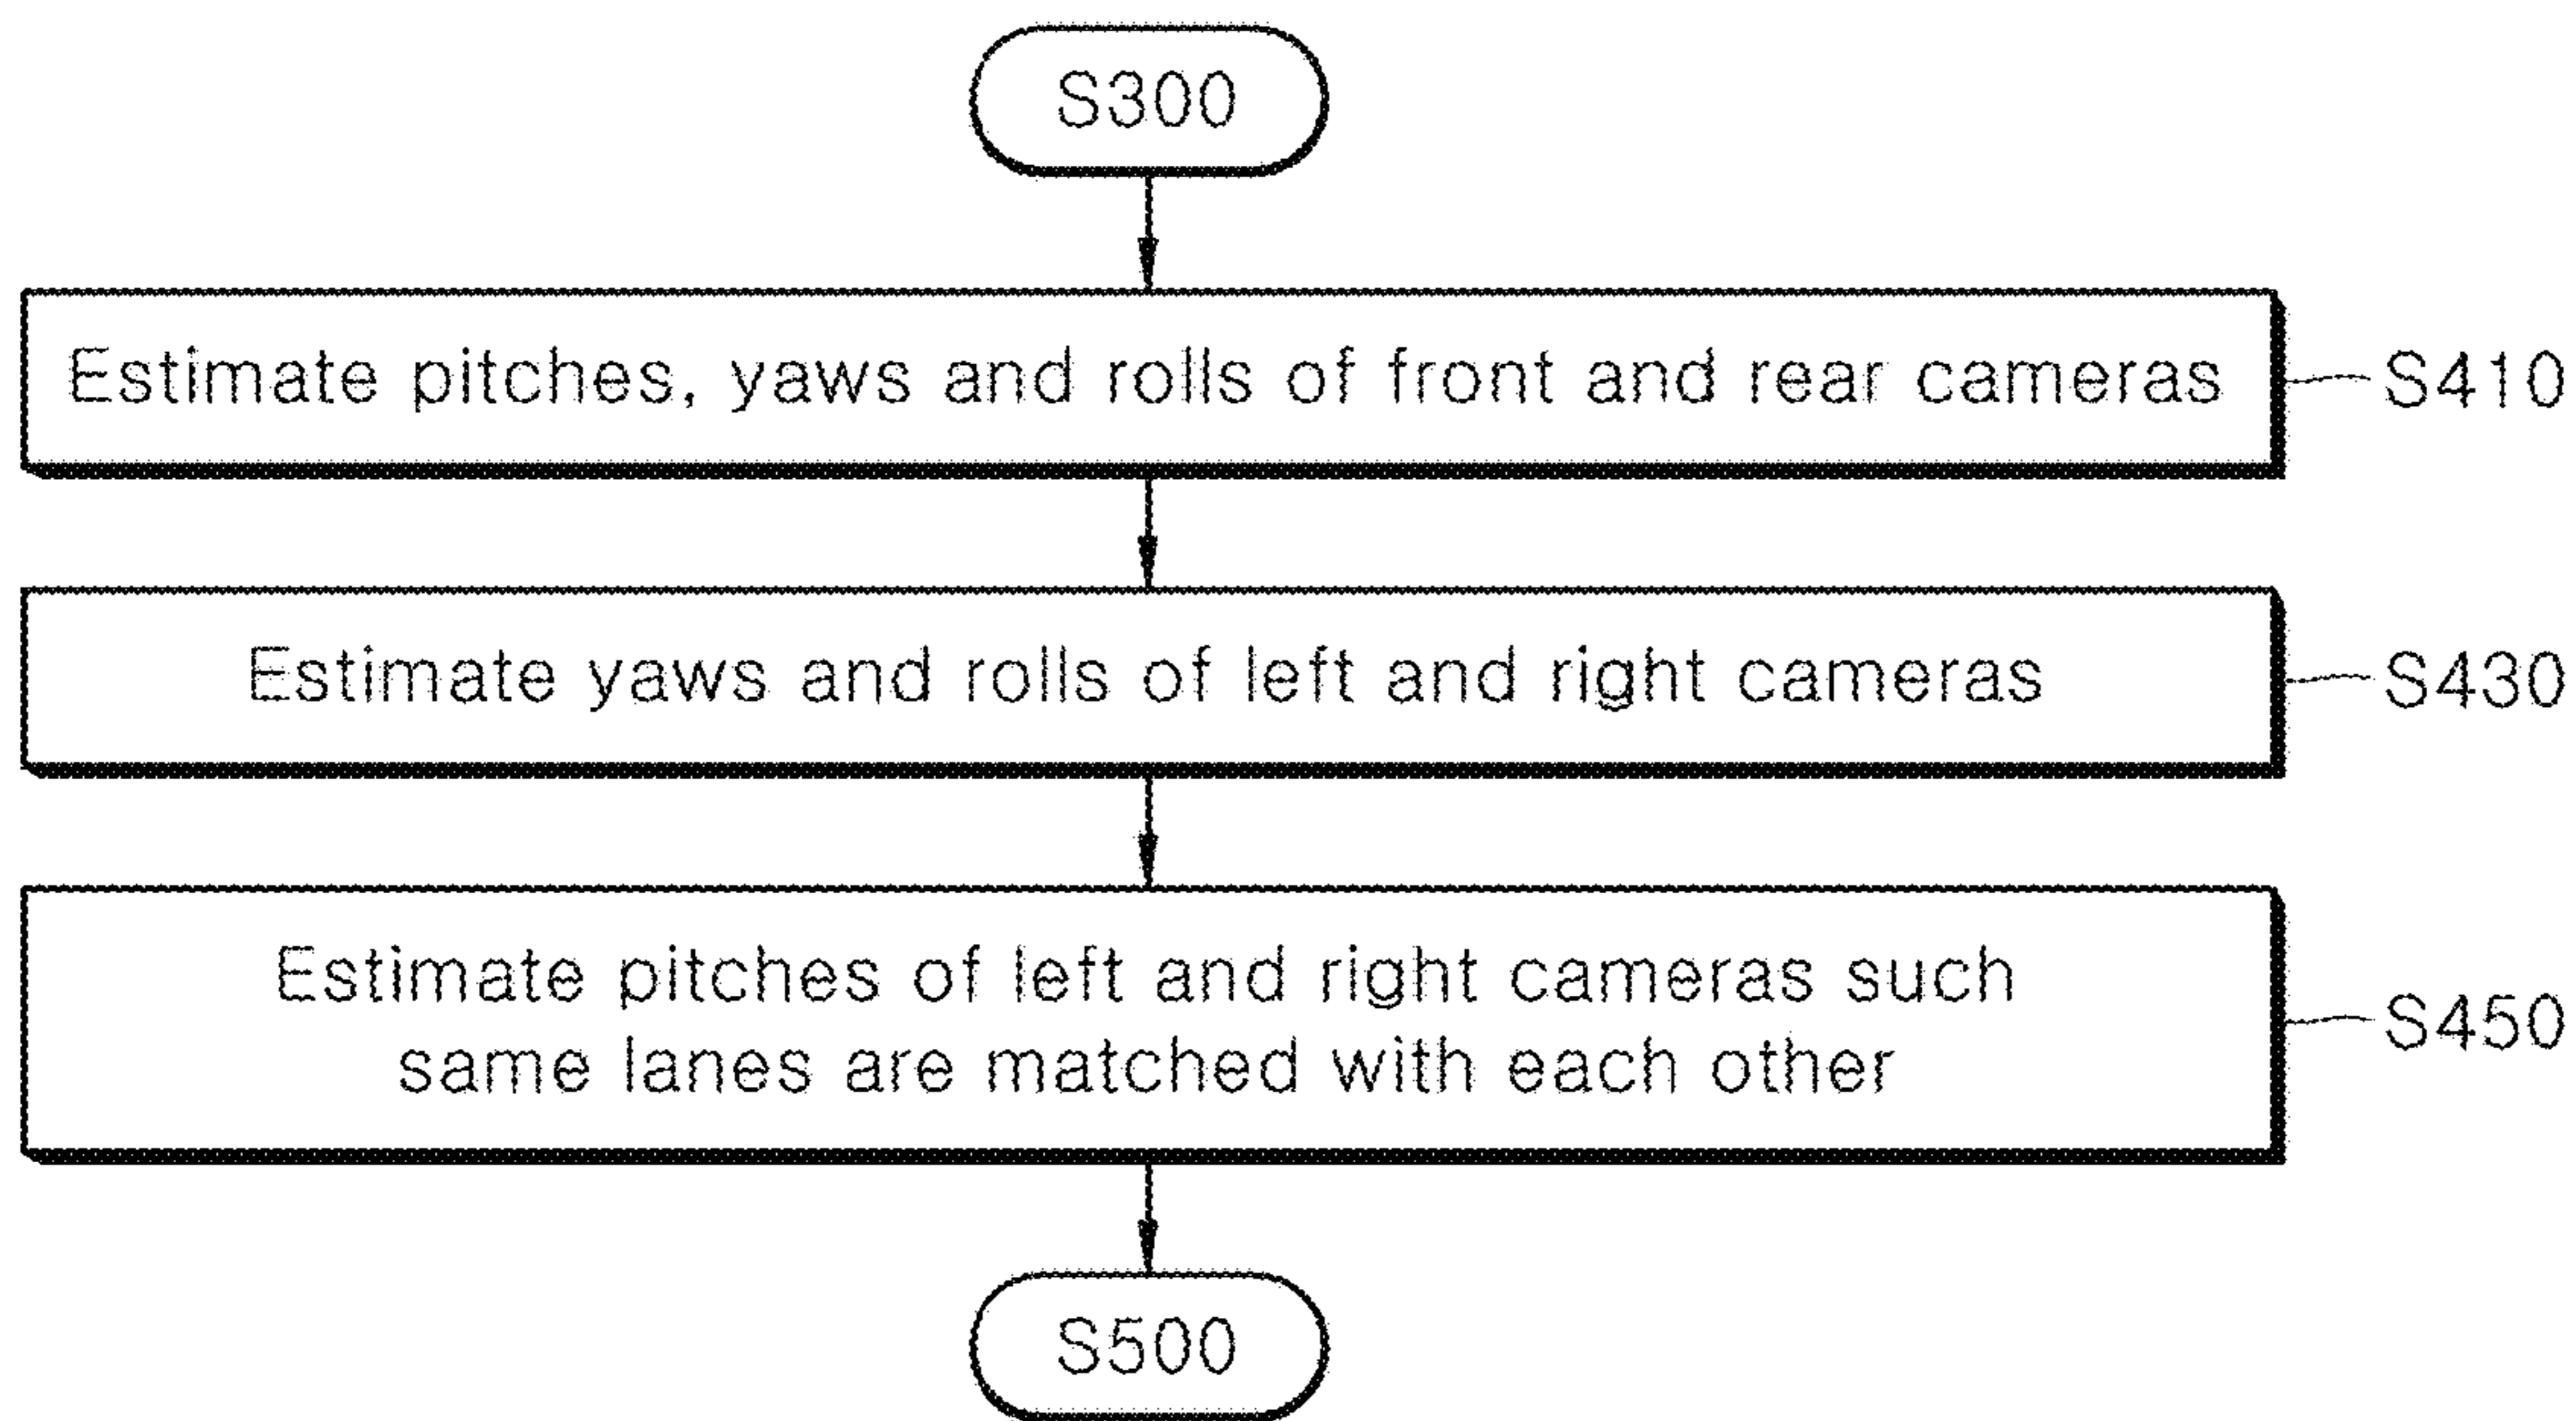 S300
Estimate pitches, yaws and rolls of front and rear cameras
S410
Estimate yaws and rolls of left and right cameras
S430
Estimate pitches of left and right cameras such
same lanes are matched with each other
S450
S500